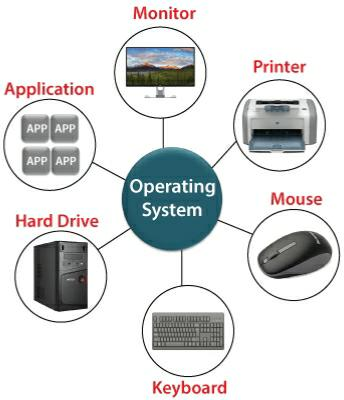 Monitor
Printer
Application
APP APP
APP APP
Operating
System
Mouse
Hard Drive
Keyboard